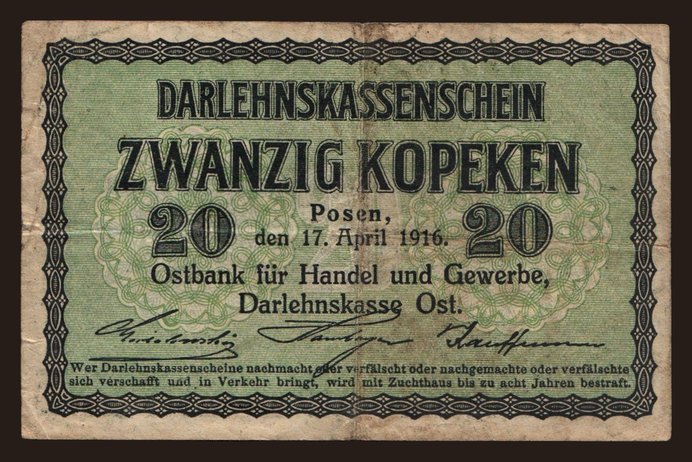 DARLEHNSKASSENSCHEIN
ZWANZIG KOPEKEN
20 Posen, 20
den 17. April 1916.
Ostbank für Handel und Gewerbe,
Darlehnskasse Ost.
Kauffmann
Wer Darlehnskassenscheine nachmacht oder verfälscht oder nachgemachte oder verfälschte
sich verschafft und in Verkehr bringt, wird mit Zuchthaus bis zu acht Jahren bestraft.